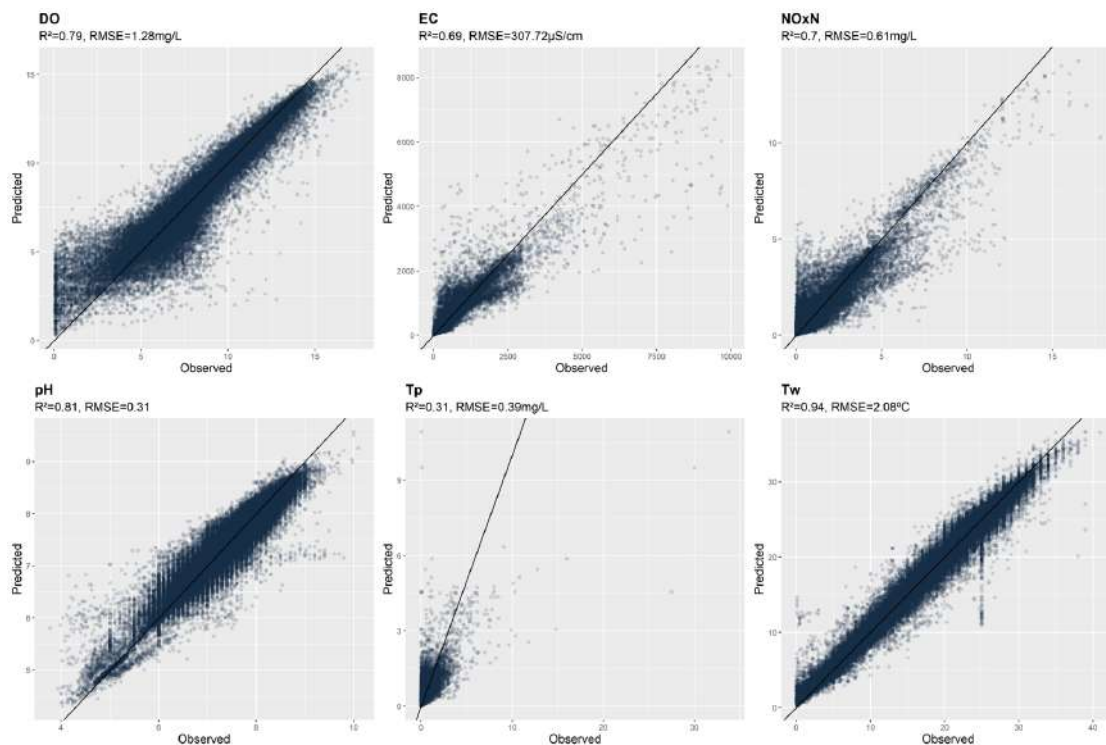 DO
R²=0.79, RMSE=1.28mg/L
15
10
5
0
Predicted
0 5 10 15
Observed
EC
R²=0.69, RMSE=307.72µS/cm
8000
6000
4000
2000
0
Predicted
0 2500 5000 7500 10000
Observed
NOxN
R²=0.7, RMSE=0.61mg/L
10
5
0
Predicted
0 5 10 15
Observed
pH
R²=0.81, RMSE=0.31
9
8
7
6
5
Predicted
4 6 8 10
Observed
Tp
R²=0.31, RMSE=0.39mg/L
9
6
3
0
Predicted
0 10 20 30
Observed
Tw
R²=0.94, RMSE=2.08ºC
30
20
10
0
Predicted
0 10 20 30 40
Observed